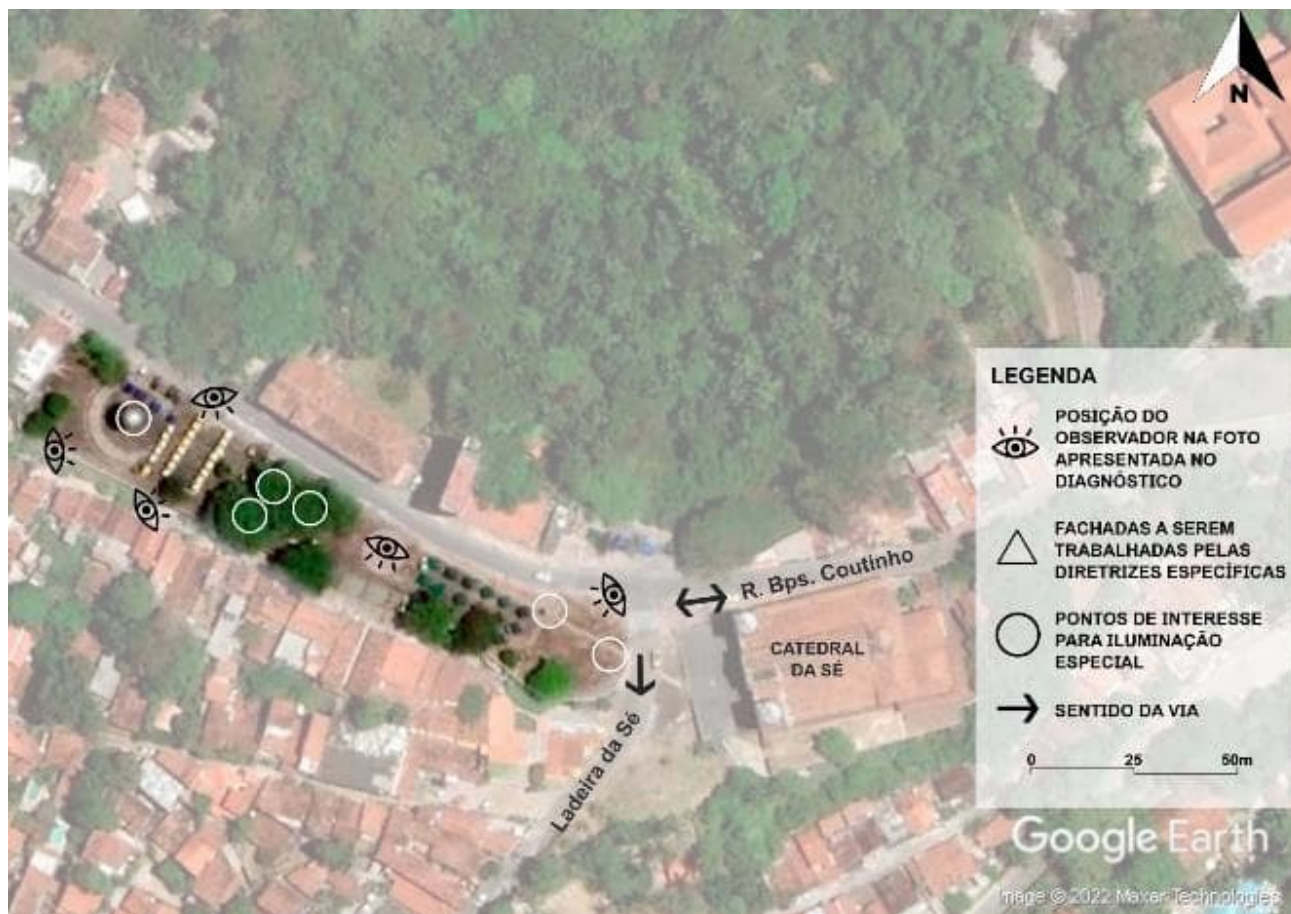 N
LEGENDA
POSIÇÃO DO
OBSERVADOR NA FOTO
APRESENTADA NO
DIAGNÓSTICO
FACHADAS A SEREM
TRABALHADAS PELAS
DIRETRIZES ESPECÍFICAS
PONTOS DE INTERESSE
PARA ILUMINAÇÃO
ESPECIAL
SENTIDO DA VIA
0 25 50m
R. Bps. Coutinho
CATEDRAL
DA SÉ
Ladeira da Sé
Google Earth
Image © 2022 Maxar Technologies